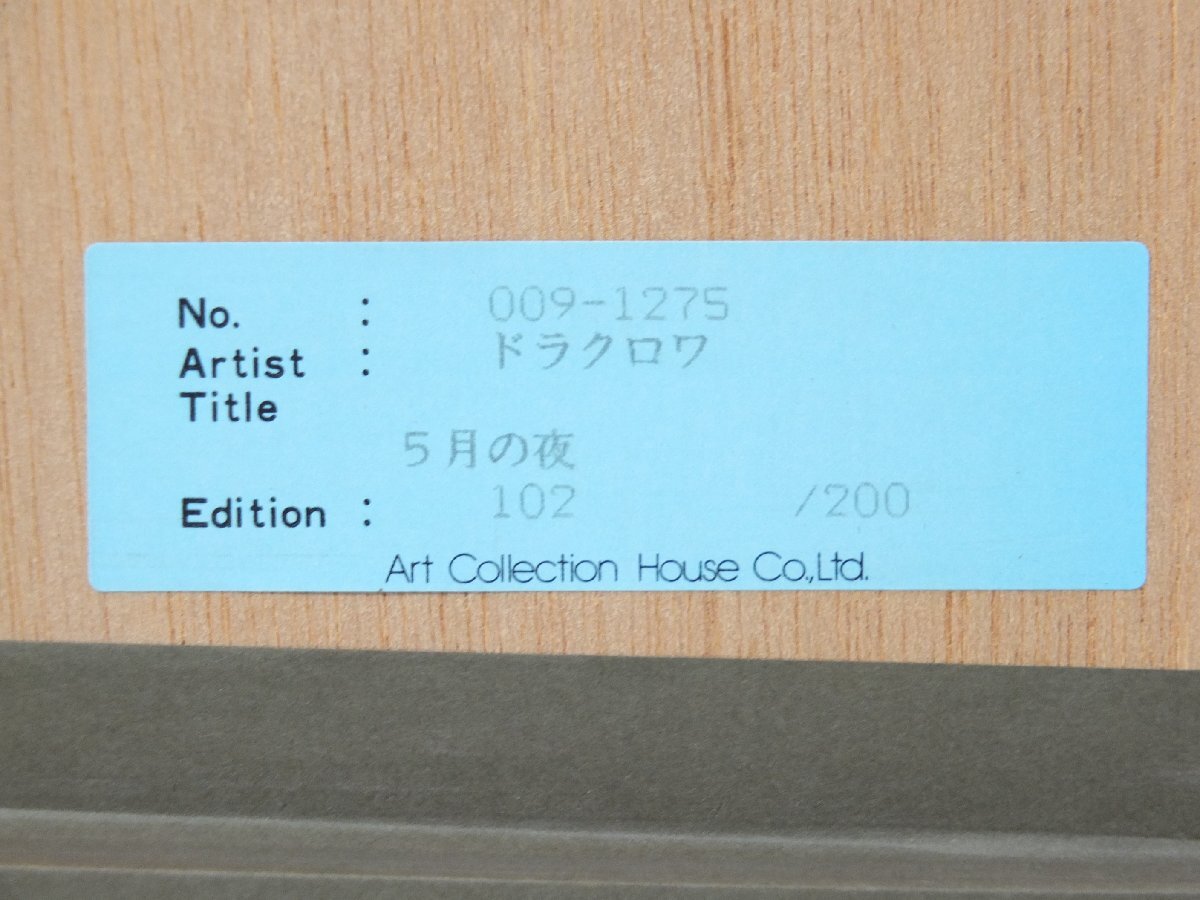 No. : 009-1275
Artist : ドラクロワ
Title
５月の夜
Edition : 102 /200
Art Collection House Co.,Ltd.